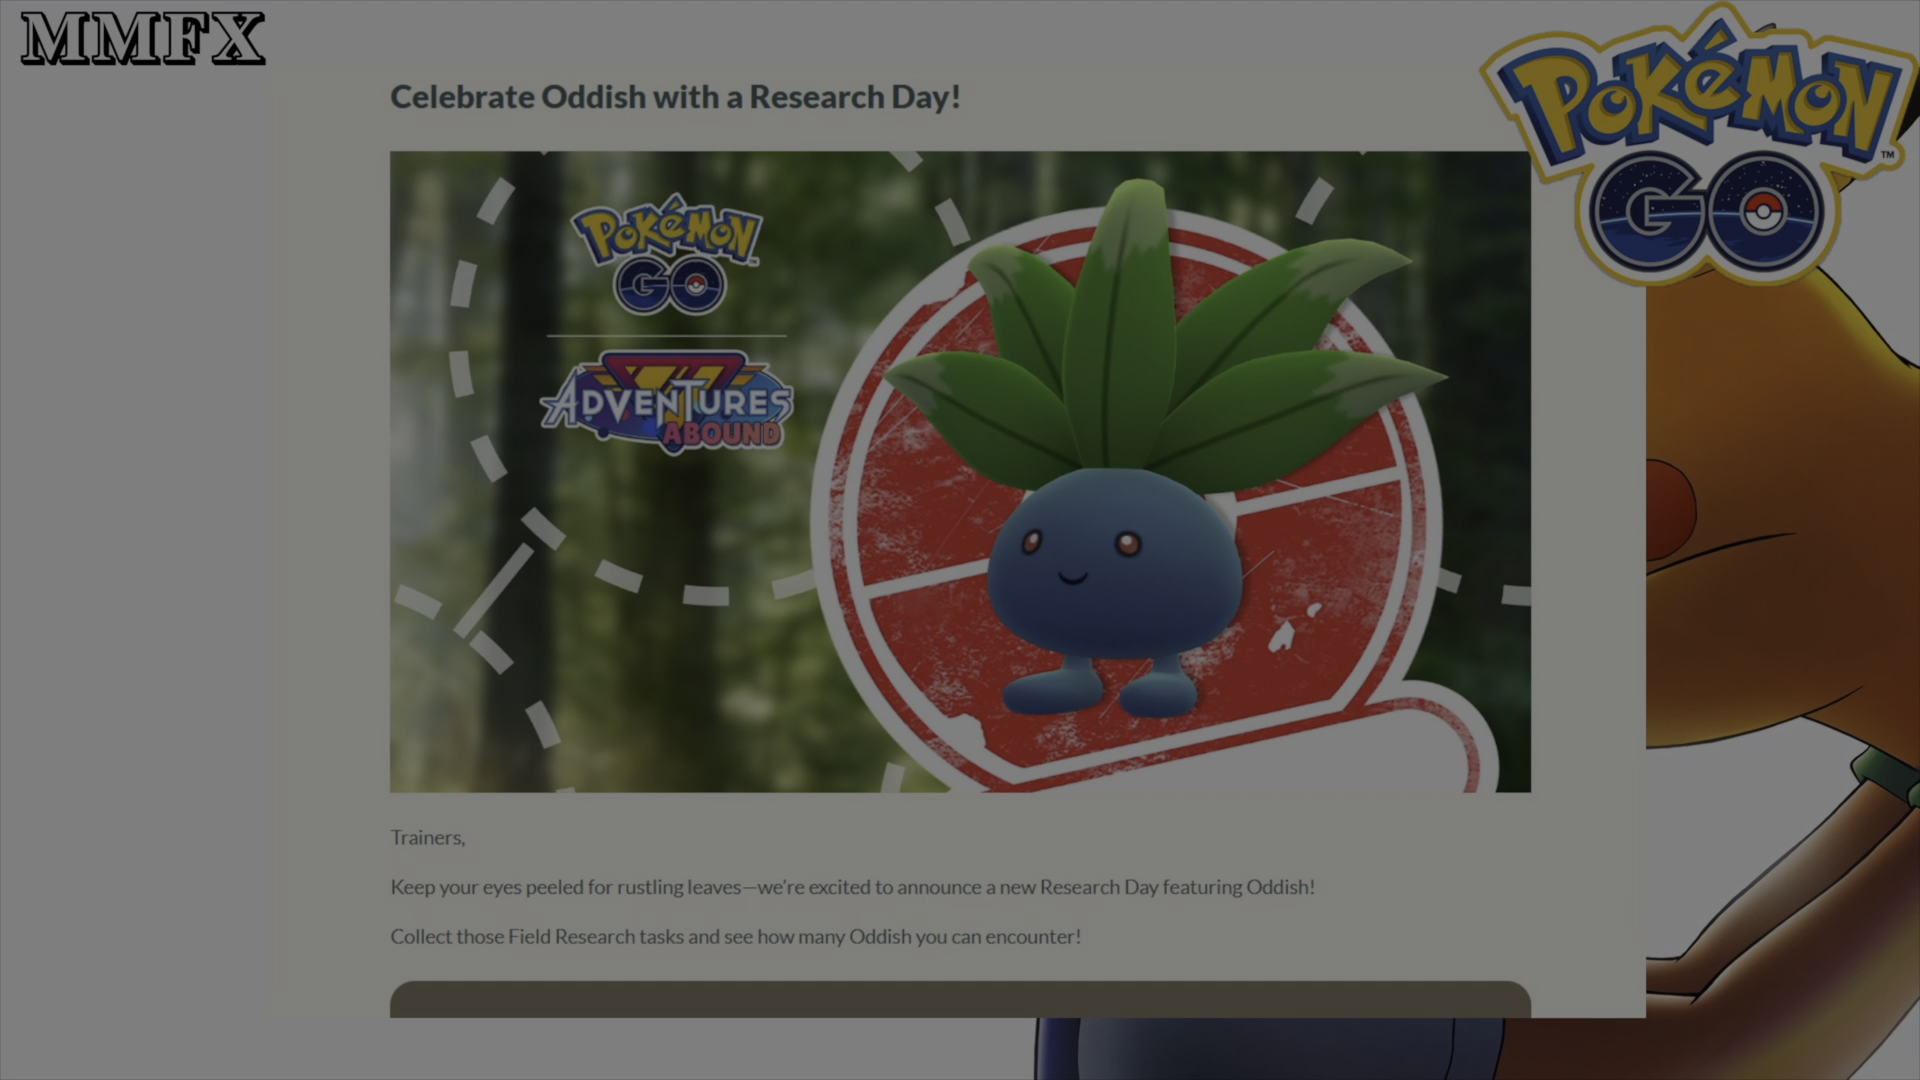 MMFX
POKéMON
GO
TM
Celebrate Oddish with a Research Day!
POKéMON
GO
ADVENTURES
ABOUND
Trainers,
Keep your eyes peeled for rustling leaves—we're excited to announce a new Research Day featuring Oddish!
Collect those Field Research tasks and see how many Oddish you can encounter!